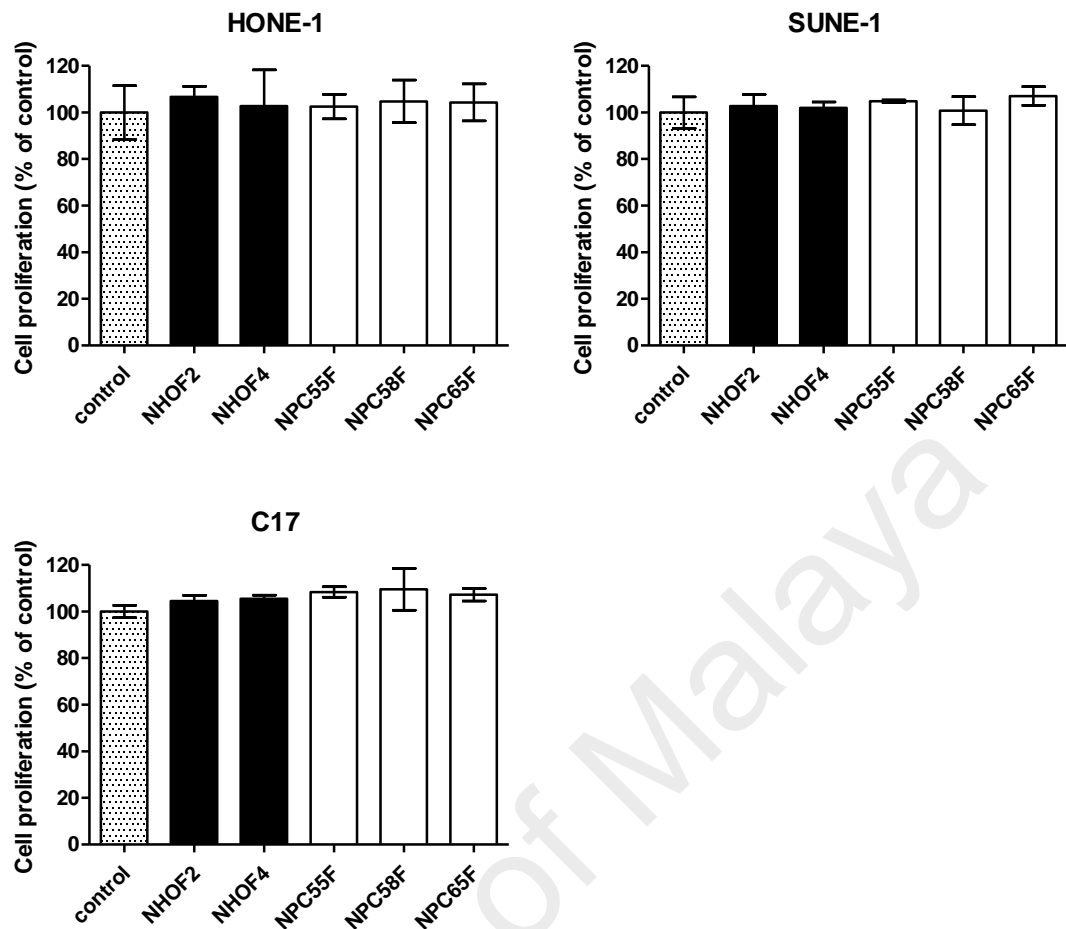 HONE-1
Cell proliferation (% of control)
120
100
80
60
40
20
0
control
NHOF2
NHOF4
NPC55F
NPC58F
NPC65F
SUNE-1
Cell proliferation (% of control)
120
100
80
60
40
20
0
control
NHOF2
NHOF4
NPC55F
NPC58F
NPC65F
C17
Cell proliferation (% of control)
120
100
80
60
40
20
0
control
NHOF2
NHOF4
NPC55F
NPC58F
NPC65F
of Malaya